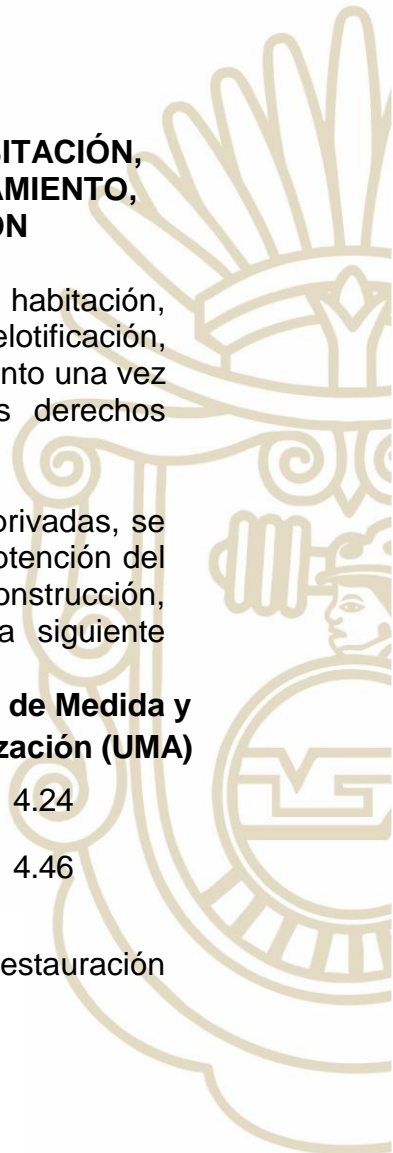 BITACIÓN,
AMIENTO,
ÓN
habitación,
elotificación,
nto una vez
s derechos
privadas, se
otención del
onstrucción,
a siguiente
de Medida y
zación (UMA)
4.24
4.46
estauración